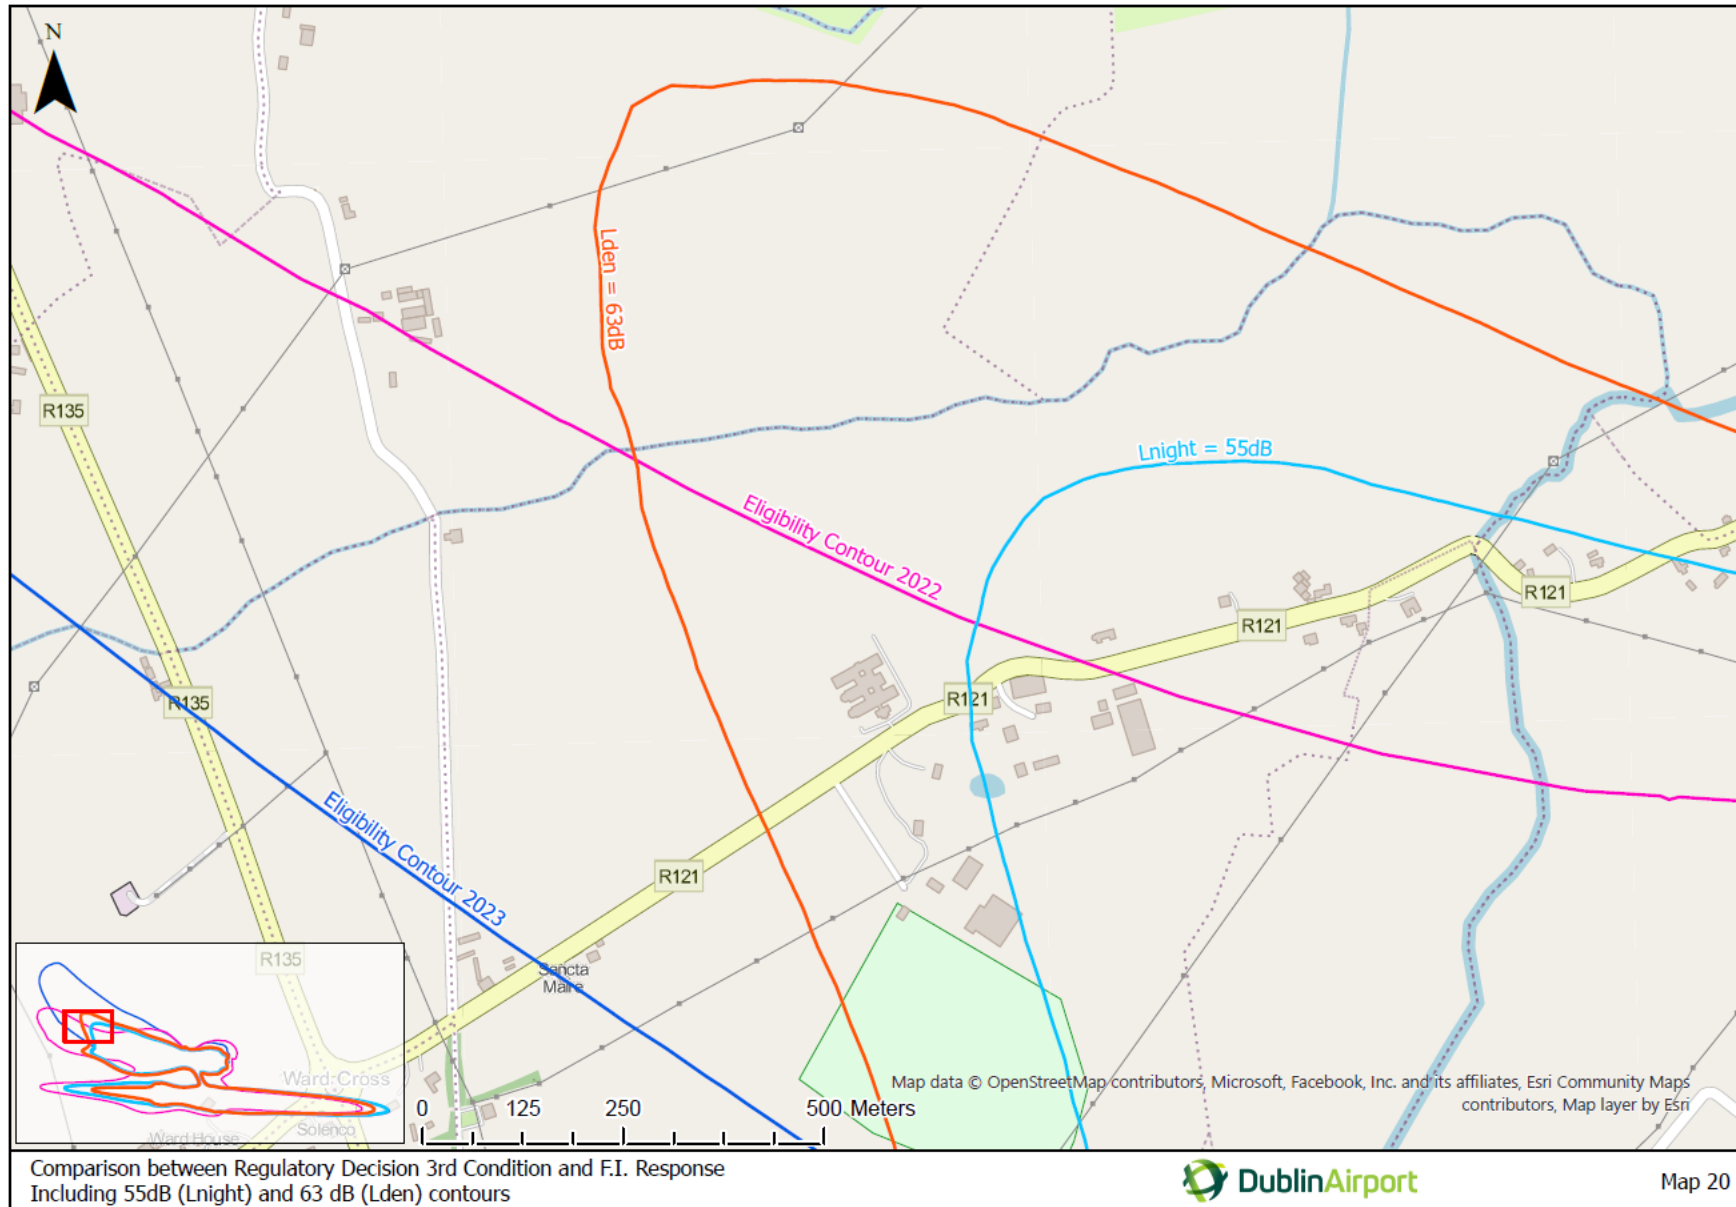 N
Lden = 63dB
R135
Lnight = 55dB
Eligibility Contour 2022
R121
R121
R135
R121
Eligibility Contour 2023
R121
R135
Sancta
Maire
Ward Cross
Map data © OpenStreetMap contributors, Microsoft, Facebook, Inc. and its affiliates, Esri Community Maps
contributors, Map layer by Esri
0 125 250 500 Meters
Ward House
Solenco
Comparison between Regulatory Decision 3rd Condition and F.I. Response
Including 55dB (Lnight) and 63 dB (Lden) contours
DublinAirport
Map 20